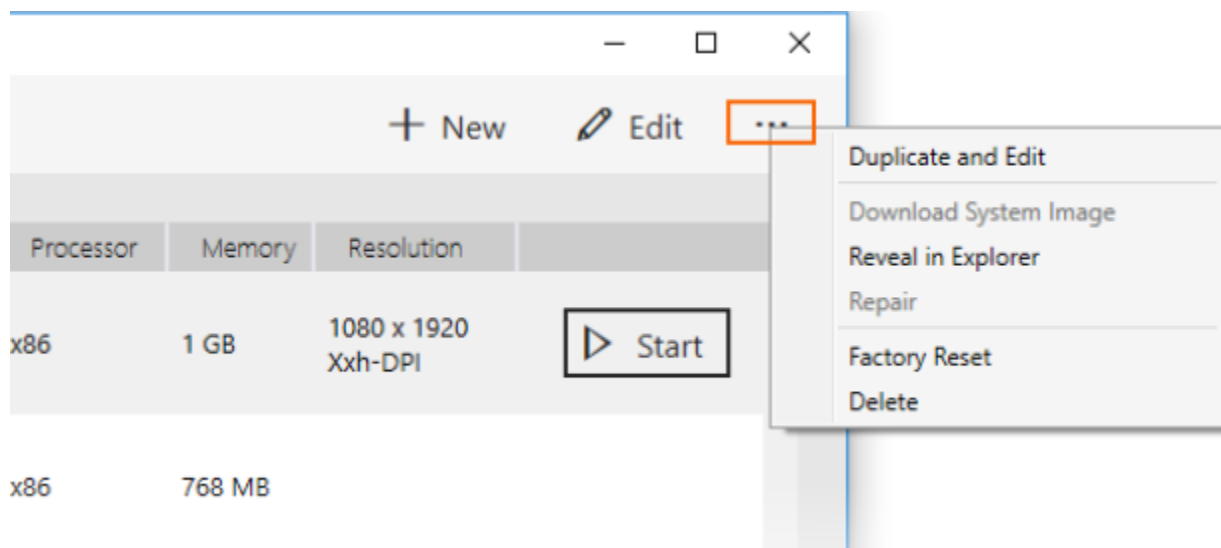 New
Edit
...
Duplicate and Edit
Download System Image
Reveal in Explorer
Repair
Factory Reset
Delete
Processor
Memory
Resolution
x86
1 GB
1080 x 1920
Xxh-DPI
Start
x86
768 MB